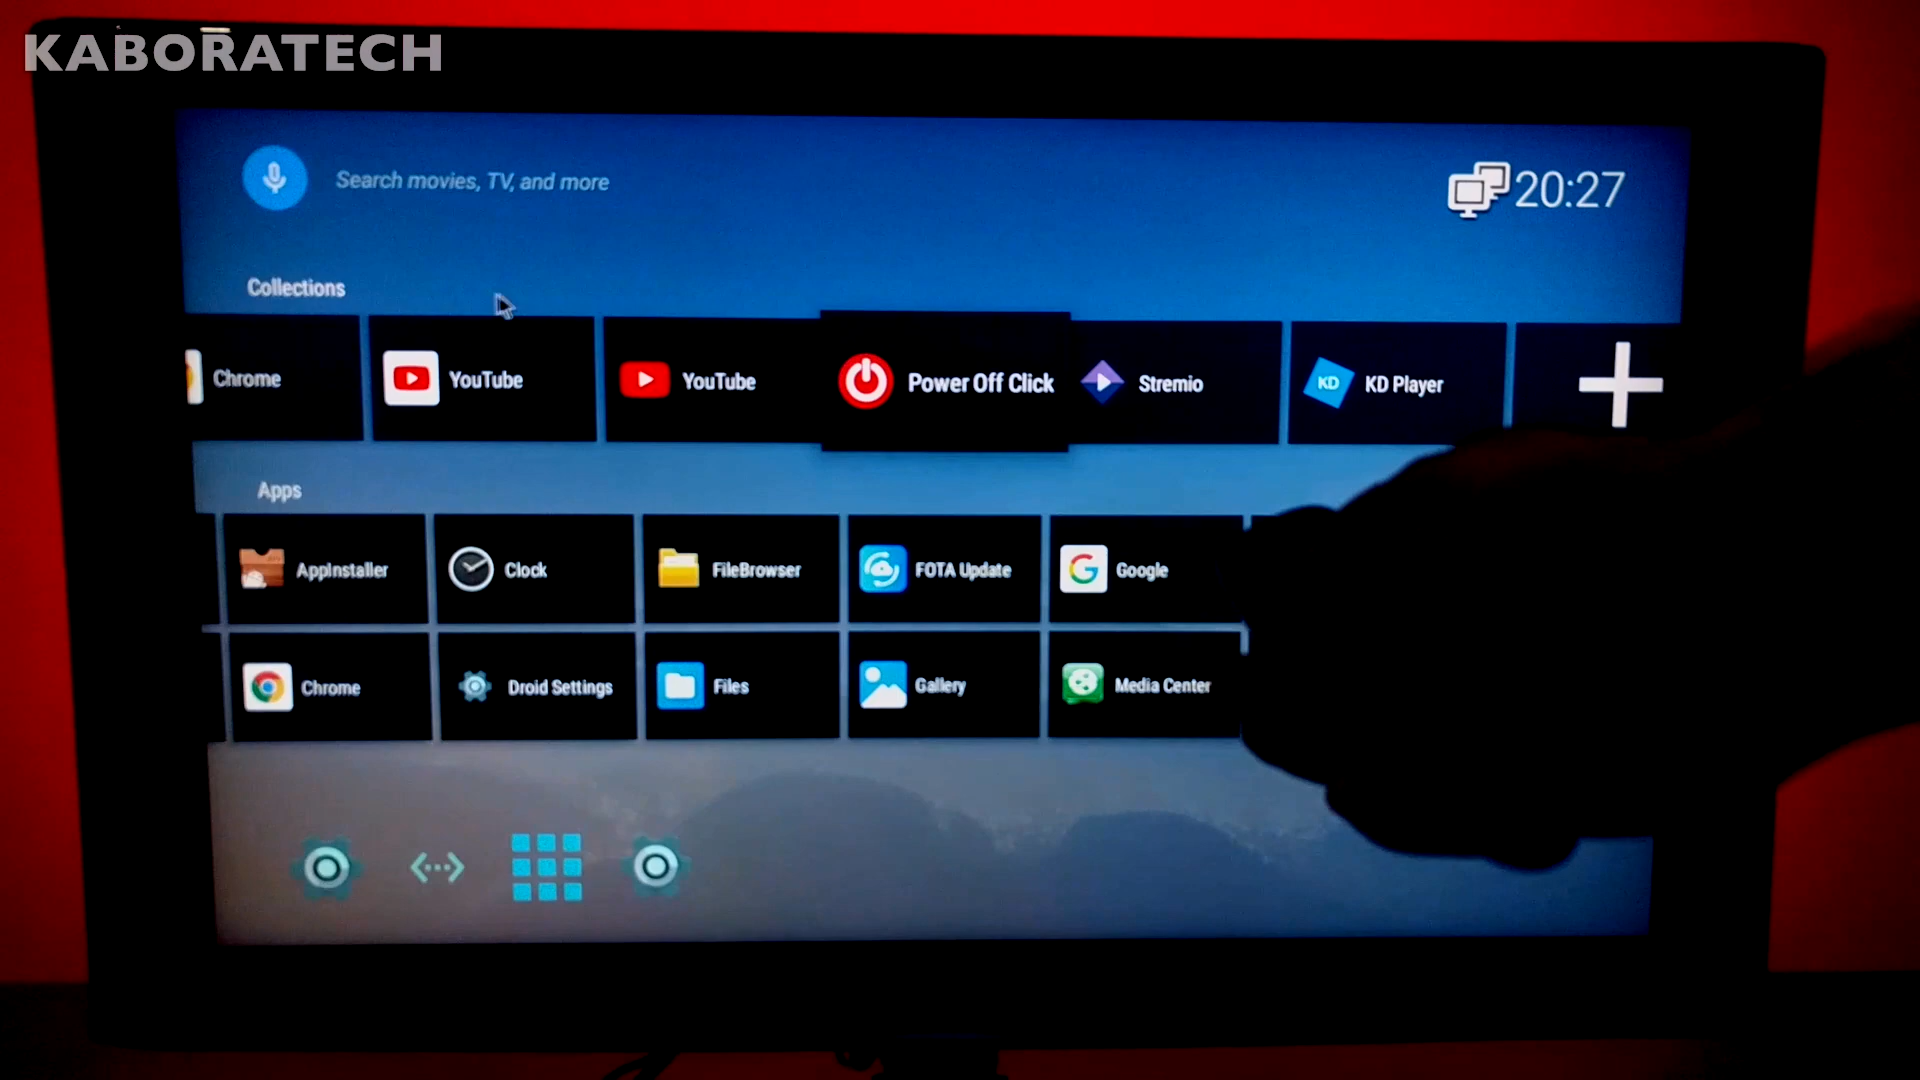 KABORATECH
Search movies, TV, and more
20:27
Collections
Chrome
YouTube
YouTube
Power Off Click
Stremio
KD
KD Player
Apps
AppInstaller
Clock
FileBrowser
FOTA Update
Google
Chrome
Droid Settings
Files
Gallery
Media Center